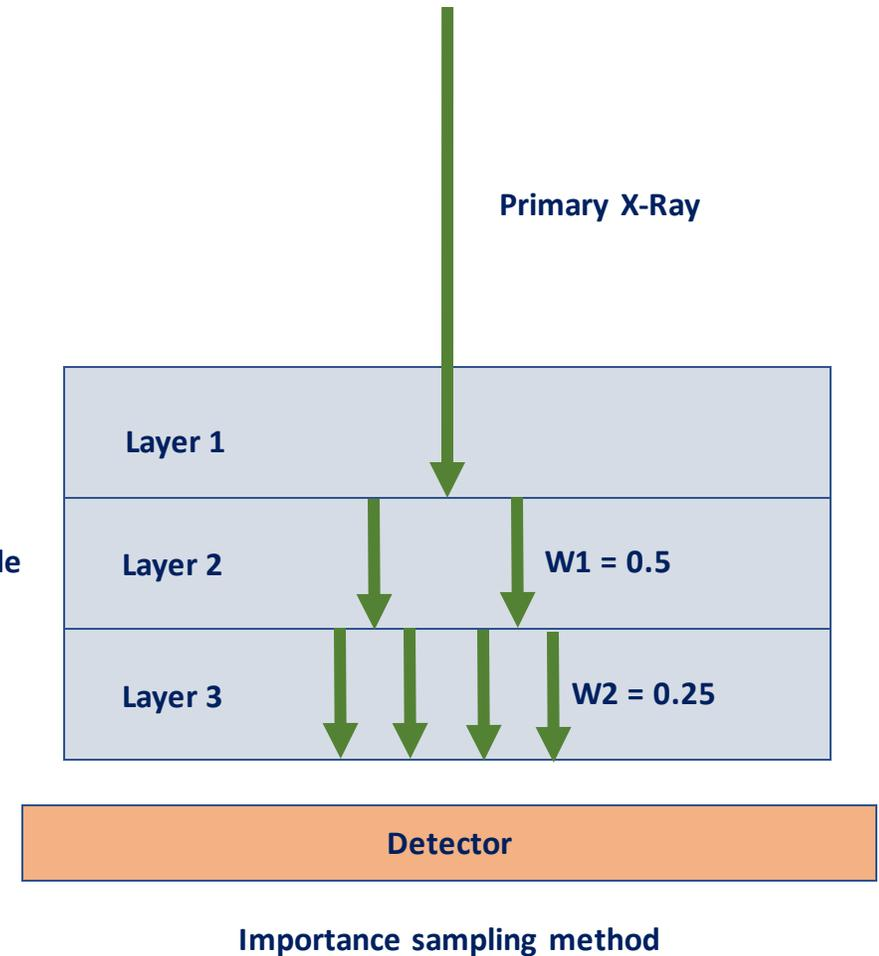 Primary X-Ray
Layer 1
Layer 2
W1 = 0.5
Layer 3
W2 = 0.25
Detector
Importance sampling method